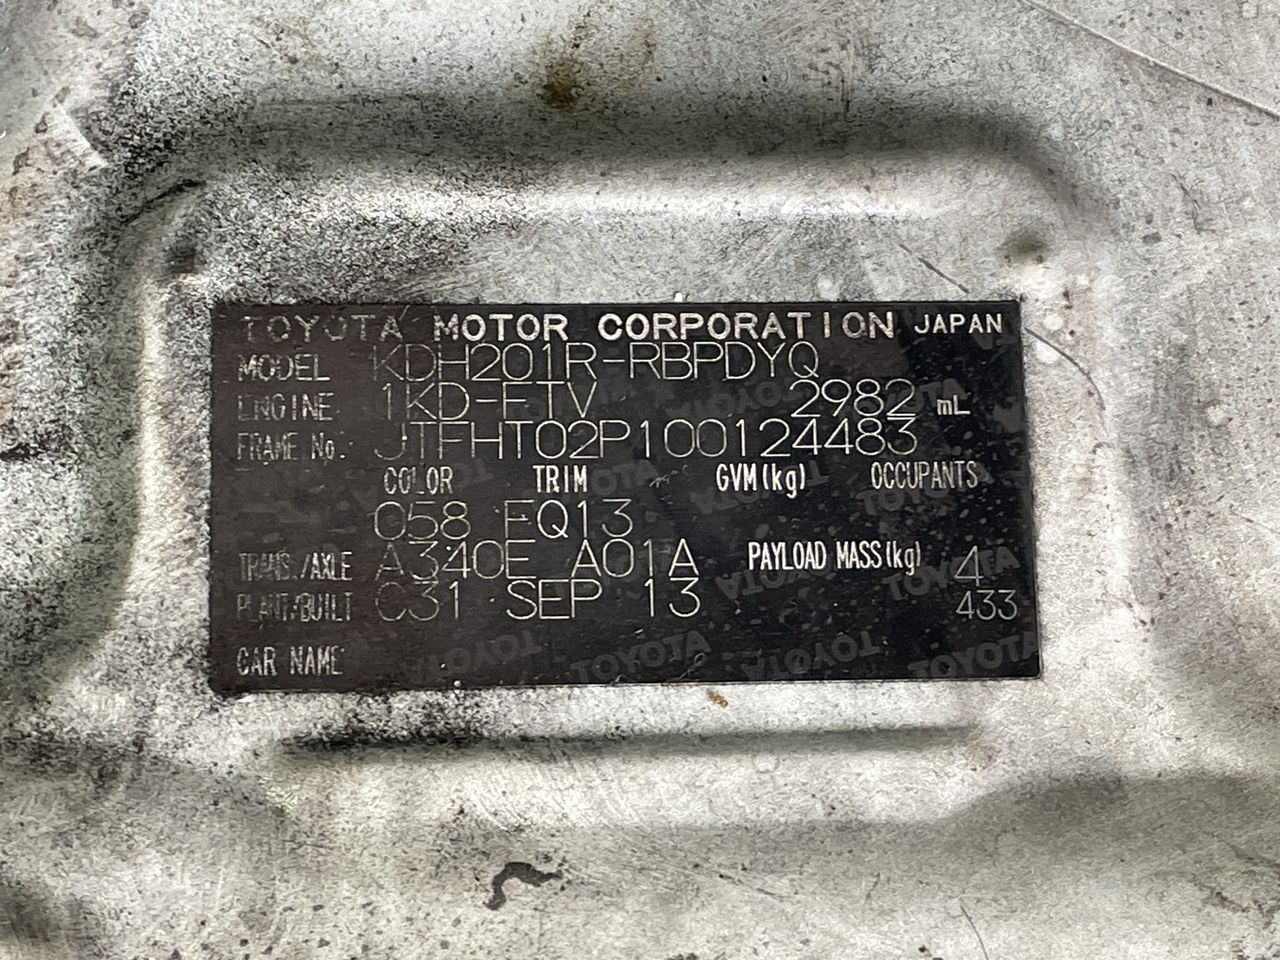 TOYOTA MOTOR CORPORATION JAPAN
MODEL KDH201R-RBPDYQ
ENGINE 1KD-FTV 2982 mL
FRAME No. JTFHT02P100124483
COLOR TRIM GVM(kg) OCCUPANTS
058 FQ13
TRANS./AXLE A340E A01A PAYLOAD MASS(kg) 4
PLANT/BUILT C31 SEP 13 433
CAR NAME